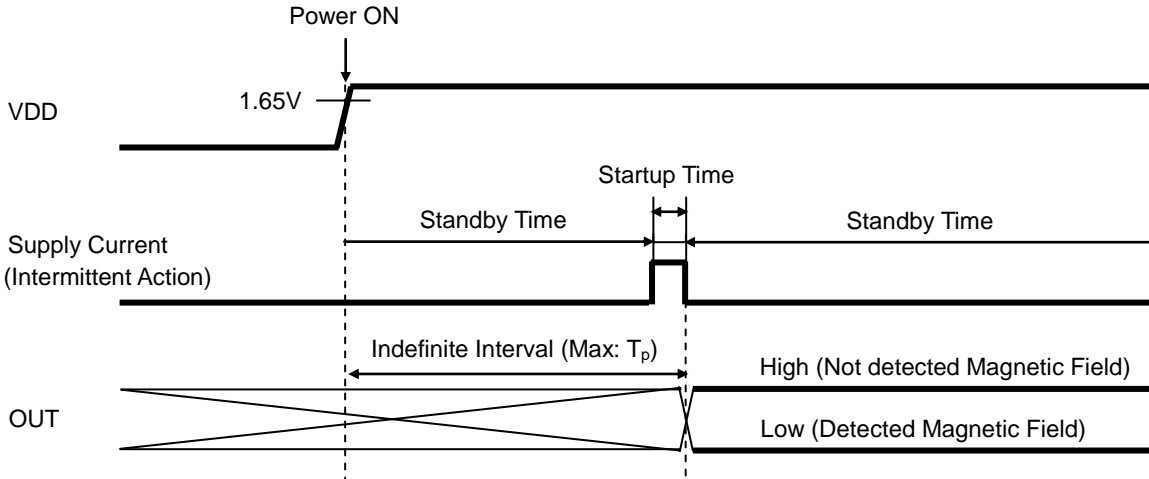 Power ON
1.65V
VDD
Startup Time
Standby Time
Standby Time
Supply Current
(Intermittent Action)
Indefinite Interval (Max: Tp)
High (Not detected Magnetic Field)
OUT
Low (Detected Magnetic Field)